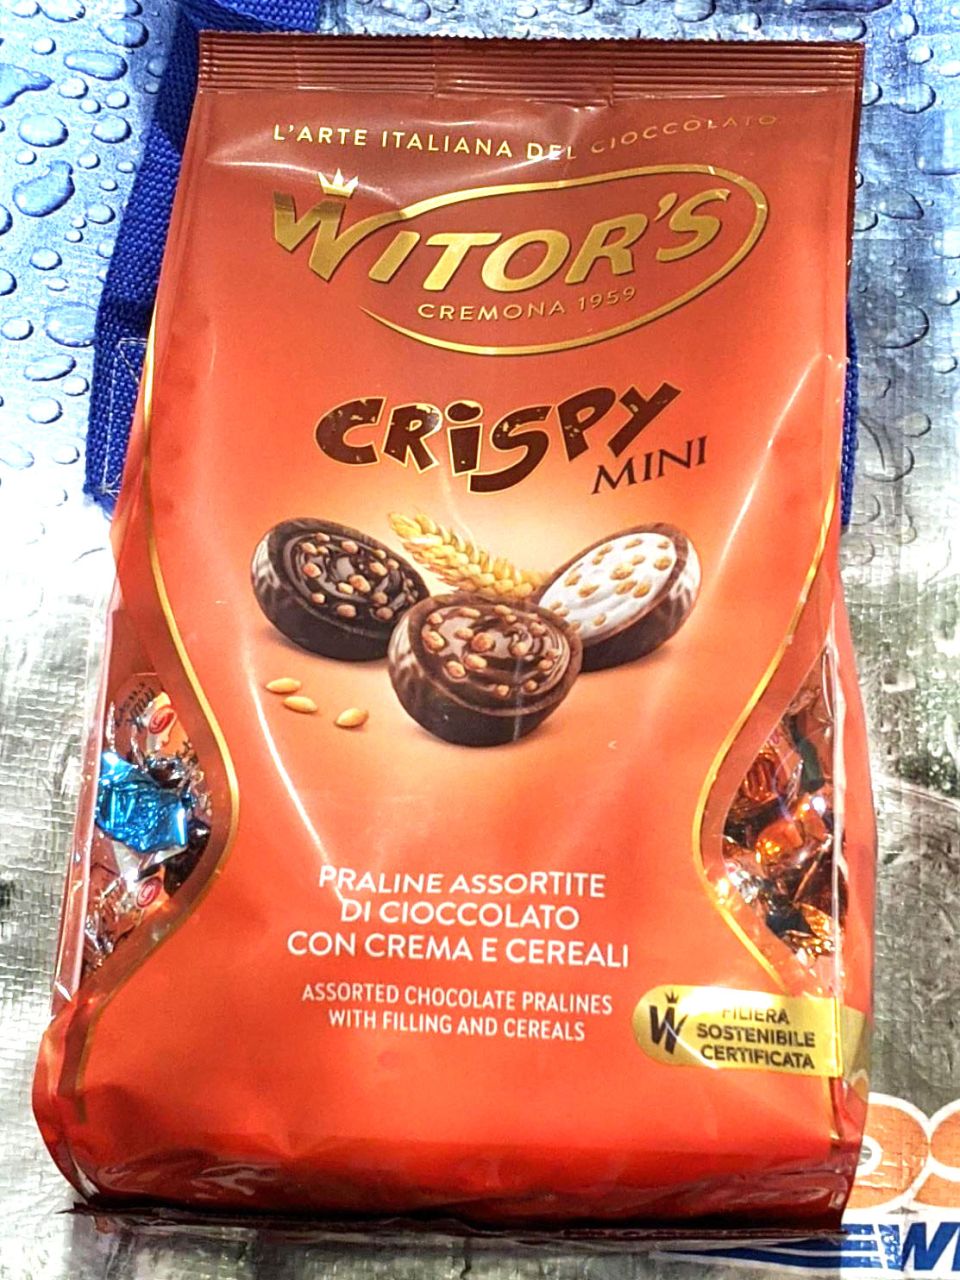 L'ARTE ITALIANA DEL CIOCCOLATO
WITOR'S
CREMONA 1959
CRiSPY
MINI
PRALINE ASSORTITE
DI CIOCCOLATO
CON CREMA E CEREALI
ASSORTED CHOCOLATE PRALINES
WITH FILLING AND CEREALS
W FILIERA
SOSTENIBILE
CERTIFICATA